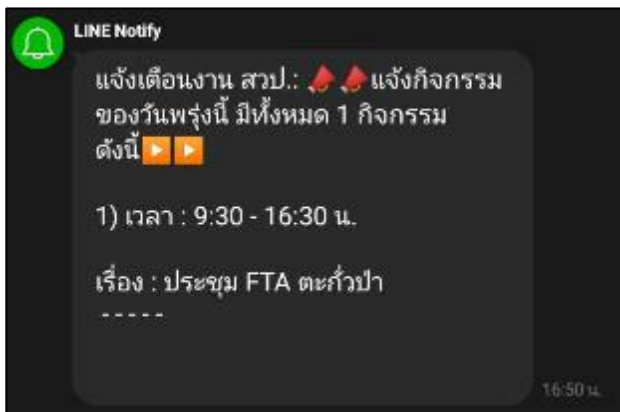 LINE Notify
แจ้งเตือนงาน สวป.: 📣📣แจ้งกิจกรรม
ของวันพรุ่งนี้ มีทั้งหมด 1 กิจกรรม
ดังนี้▶️▶️
1) เวลา : 9:30 - 16:30 น.
เรื่อง : ประชุม FTA ตะกั่วป่า
-----
16:50 น.